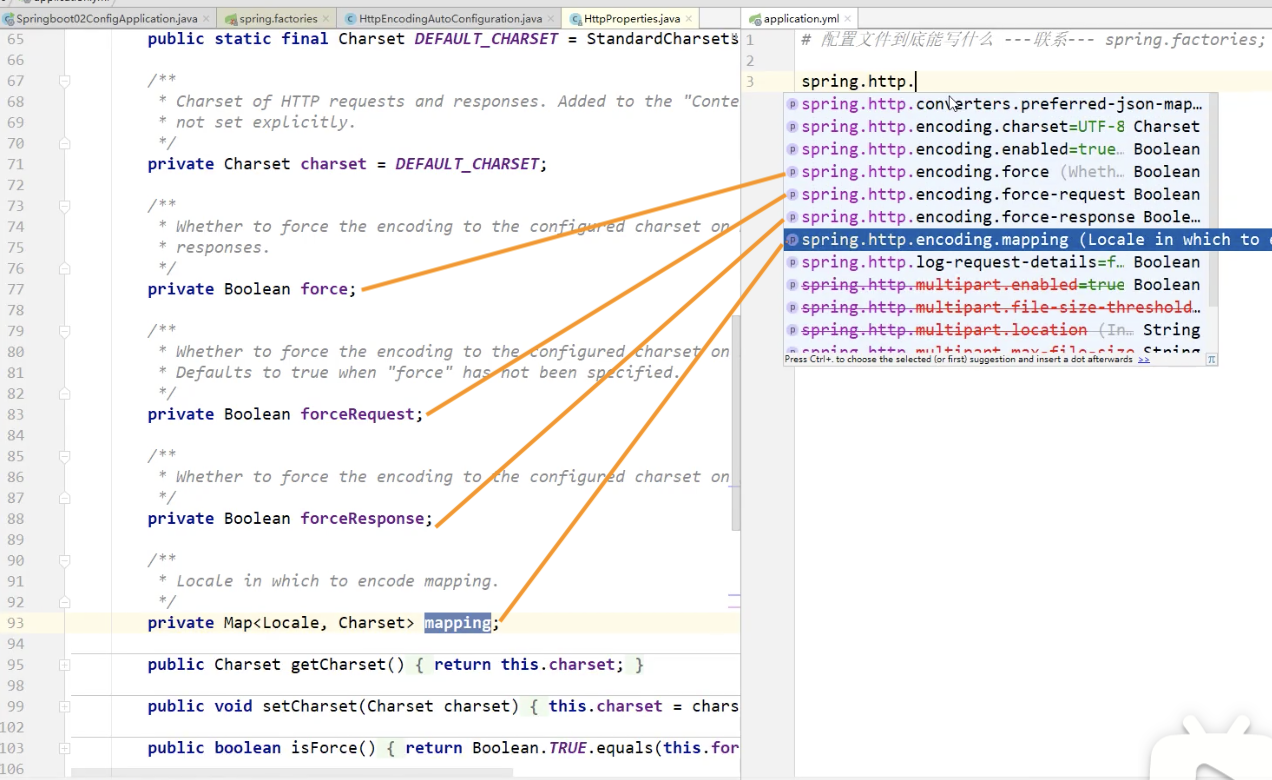 application.yml
Springboot02ConfigApplication.java
spring.factories
HttpEncodingAutoConfiguration.java
HttpProperties.java
application.yml
65 public static final Charset DEFAULT_CHARSET = StandardCharsets
66
67 /**
68 * Charset of HTTP requests and responses. Added to the "Conte
69 * not set explicitly.
70 */
71 private Charset charset = DEFAULT_CHARSET;
72
73 /**
74 * Whether to force the encoding to the configured charset on
75 * responses.
76 */
77 private Boolean force;
78
79 /**
80 * Whether to force the encoding to the configured charset on
81 * Defaults to true when "force" has not been specified.
82 */
83 private Boolean forceRequest;
84
85 /**
86 * Whether to force the encoding to the configured charset on
87 */
88 private Boolean forceResponse;
89
90 /**
91 * Locale in which to encode mapping.
92 */
93 private Map<Locale, Charset> mapping;
94
95 public Charset getCharset() { return this.charset; }
98
99 public void setCharset(Charset charset) { this.charset = chars
102
103 public boolean isForce() { return Boolean.TRUE.equals(this.for
106
1 # 配置文件到底能写什么 ---联系--- spring.factories;
2
3 spring.http.
spring.http.converters.preferred-json-map…
spring.http.encoding.charset=UTF-8 Charset
spring.http.encoding.enabled=true… Boolean
spring.http.encoding.force (Wheth… Boolean
spring.http.encoding.force-request Boolean
spring.http.encoding.force-response Boole…
spring.http.encoding.mapping (Locale in which to
spring.http.log-request-details=f… Boolean
spring.http.multipart.enabled=true Boolean
spring.http.multipart.file-size-threshold…
spring.http.multipart.location (In… String
spring.http.multipart.max-file-size String
Press Ctrl+. to choose the selected (or first) suggestion and insert a dot afterwards >>
π